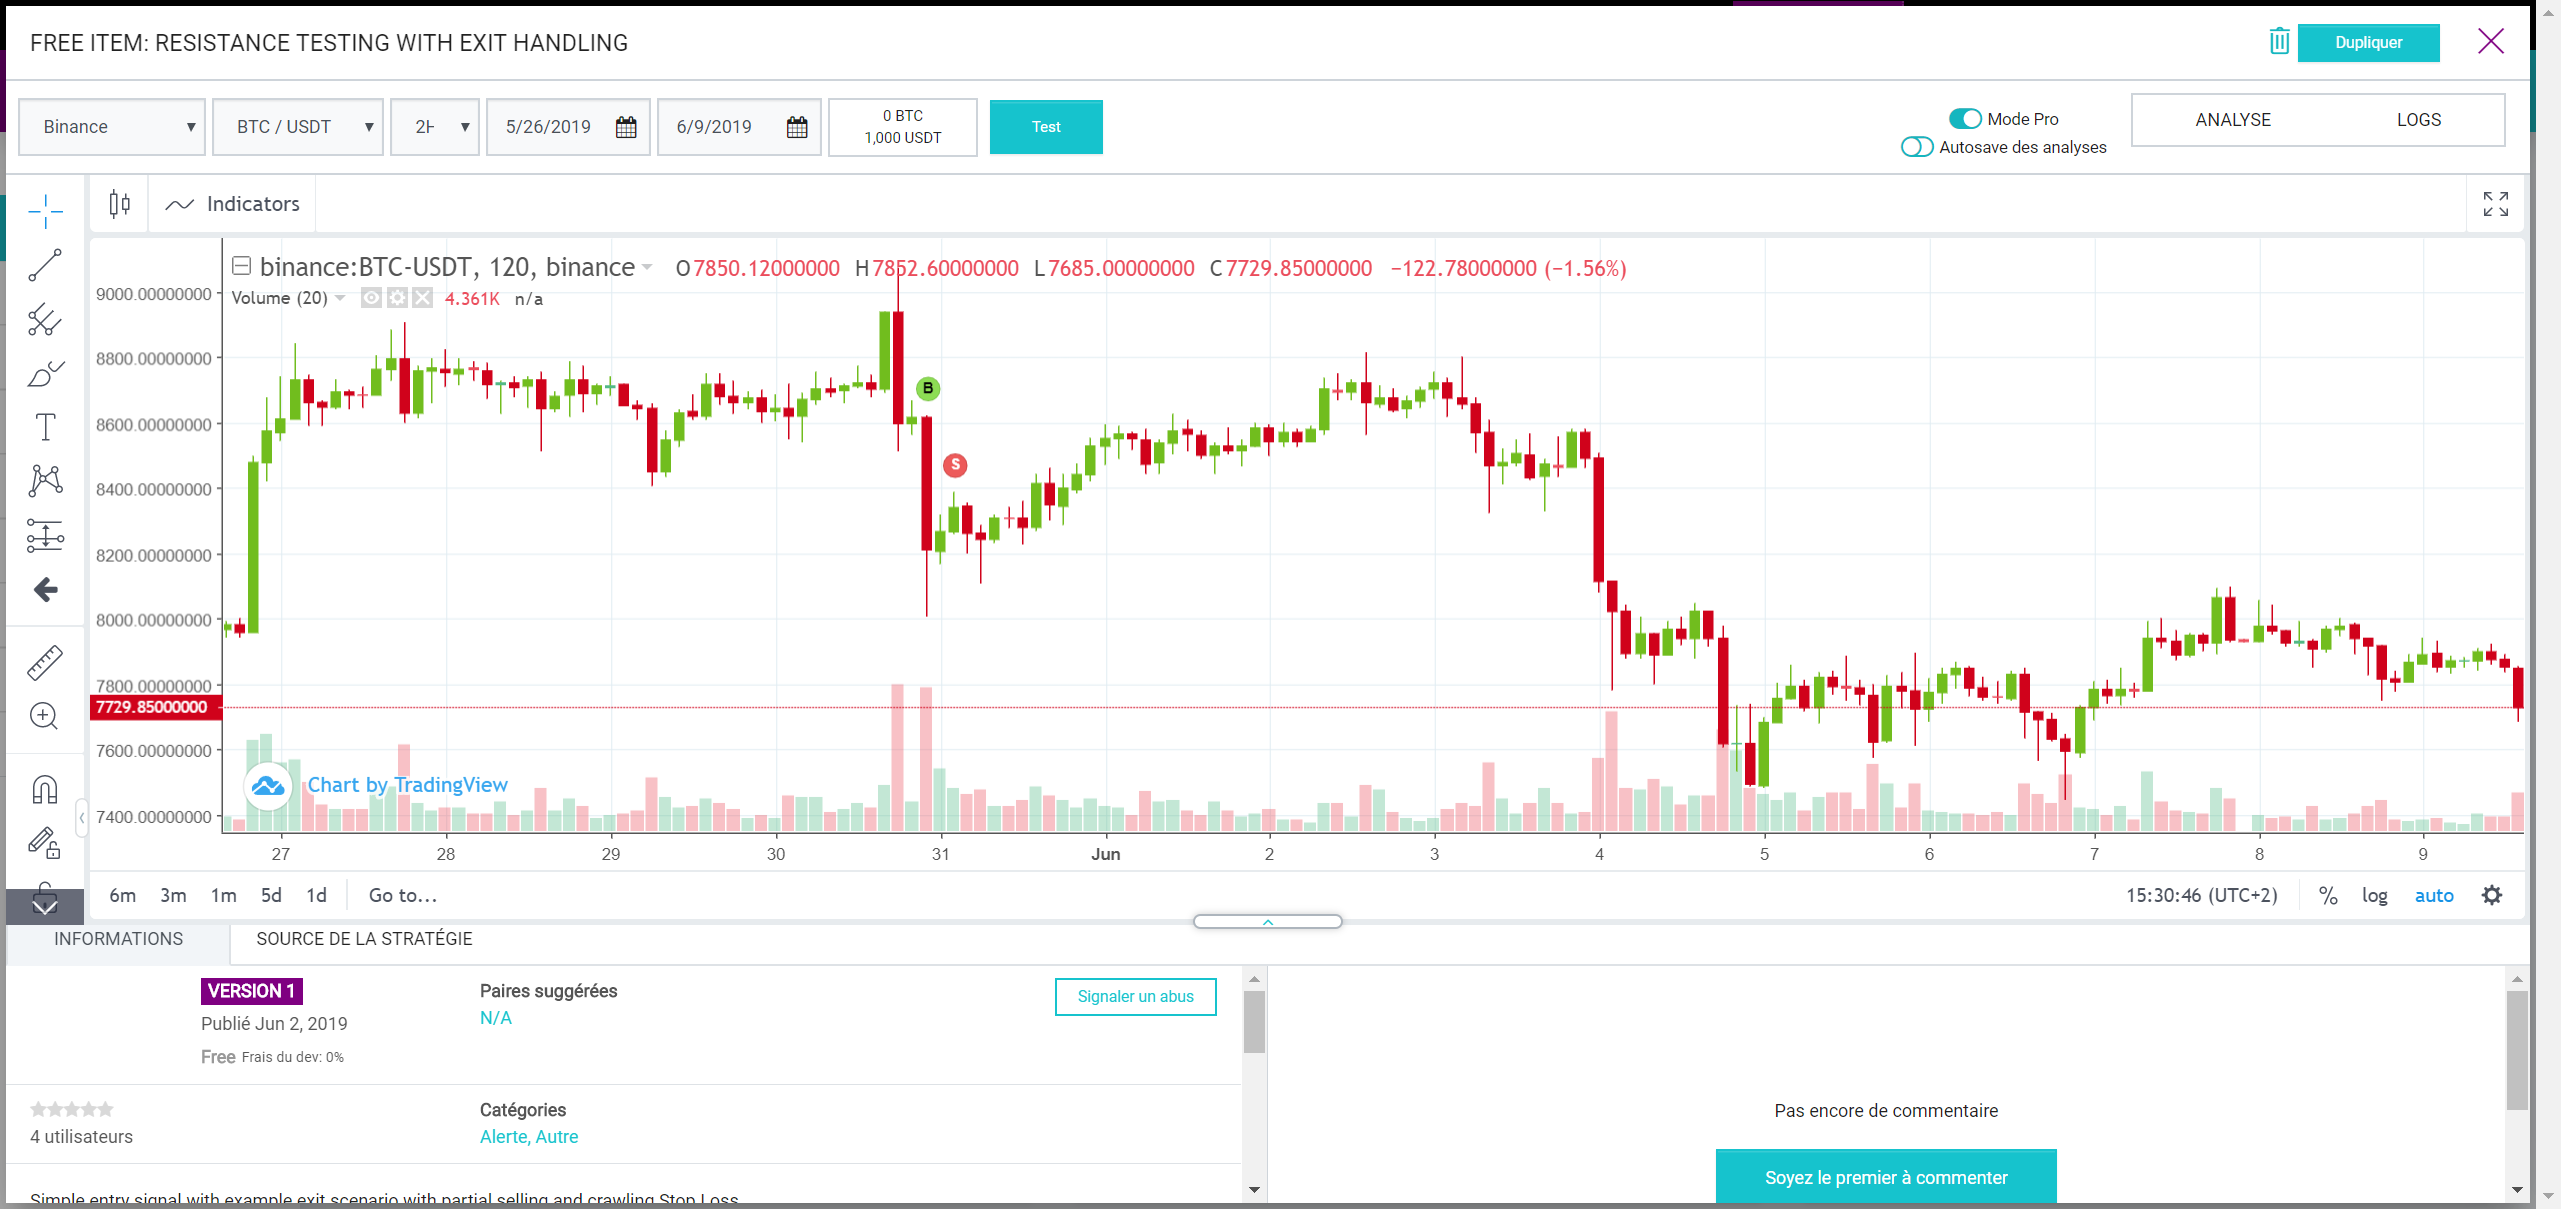 FREE ITEM: RESISTANCE TESTING WITH EXIT HANDLING
Dupliquer
Binance
BTC / USDT
5/26/2019
6/9/2019
0 BTC
1,000 USDT
Test
Mode Pro
Autosave des analyses
ANALYSE
LOGS
Indicators
binance:BTC-USDT, 120, binance O7850.12000000 H7852.60000000 L7685.00000000 C7729.85000000 −122.78000000 (−1.56%)
Volume (20) 4.361K n/a
9000.00000000
8800.00000000
8600.00000000
8400.00000000
8200.00000000
8000.00000000
7800.00000000
7729.85000000
7600.00000000
7400.00000000
B
S
Chart by TradingView
27 28 29 30 31 Jun 2 3 4 5 6 7 8 9
6m 3m 1m 5d 1d Go to...
15:30:46 (UTC+2) % log auto
INFORMATIONS
SOURCE DE LA STRATÉGIE
VERSION 1
Publié Jun 2, 2019
Free Frais du dev: 0%
Paires suggérées
N/A
Signaler un abus
4 utilisateurs
Catégories
Alerte, Autre
Simple entry signal with example exit scenario with partial selling and crawling Stop Loss
Pas encore de commentaire
Soyez le premier à commenter